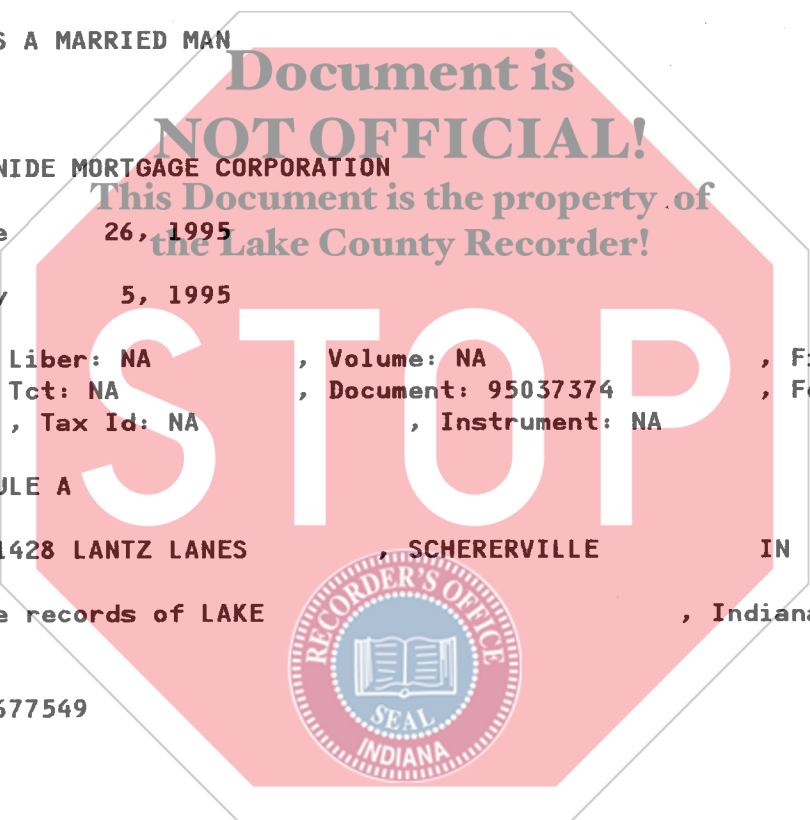 S A MARRIED MAN
Document is
NOT OFFICIAL!
NIDE MORTGAGE CORPORATION
This Document is the property of
e 26, 1995
the Lake County Recorder!
y 5, 1995
STOP
Liber: NA , Volume: NA , Fi
Tct: NA , Document: 95037374 , Fo
, Tax Id: NA , Instrument: NA
ULE A
1428 LANTZ LANES , SCHERERVILLE IN
e records of LAKE , Indiana
677549
RECORDER'S OFFICE
SEAL
INDIANA